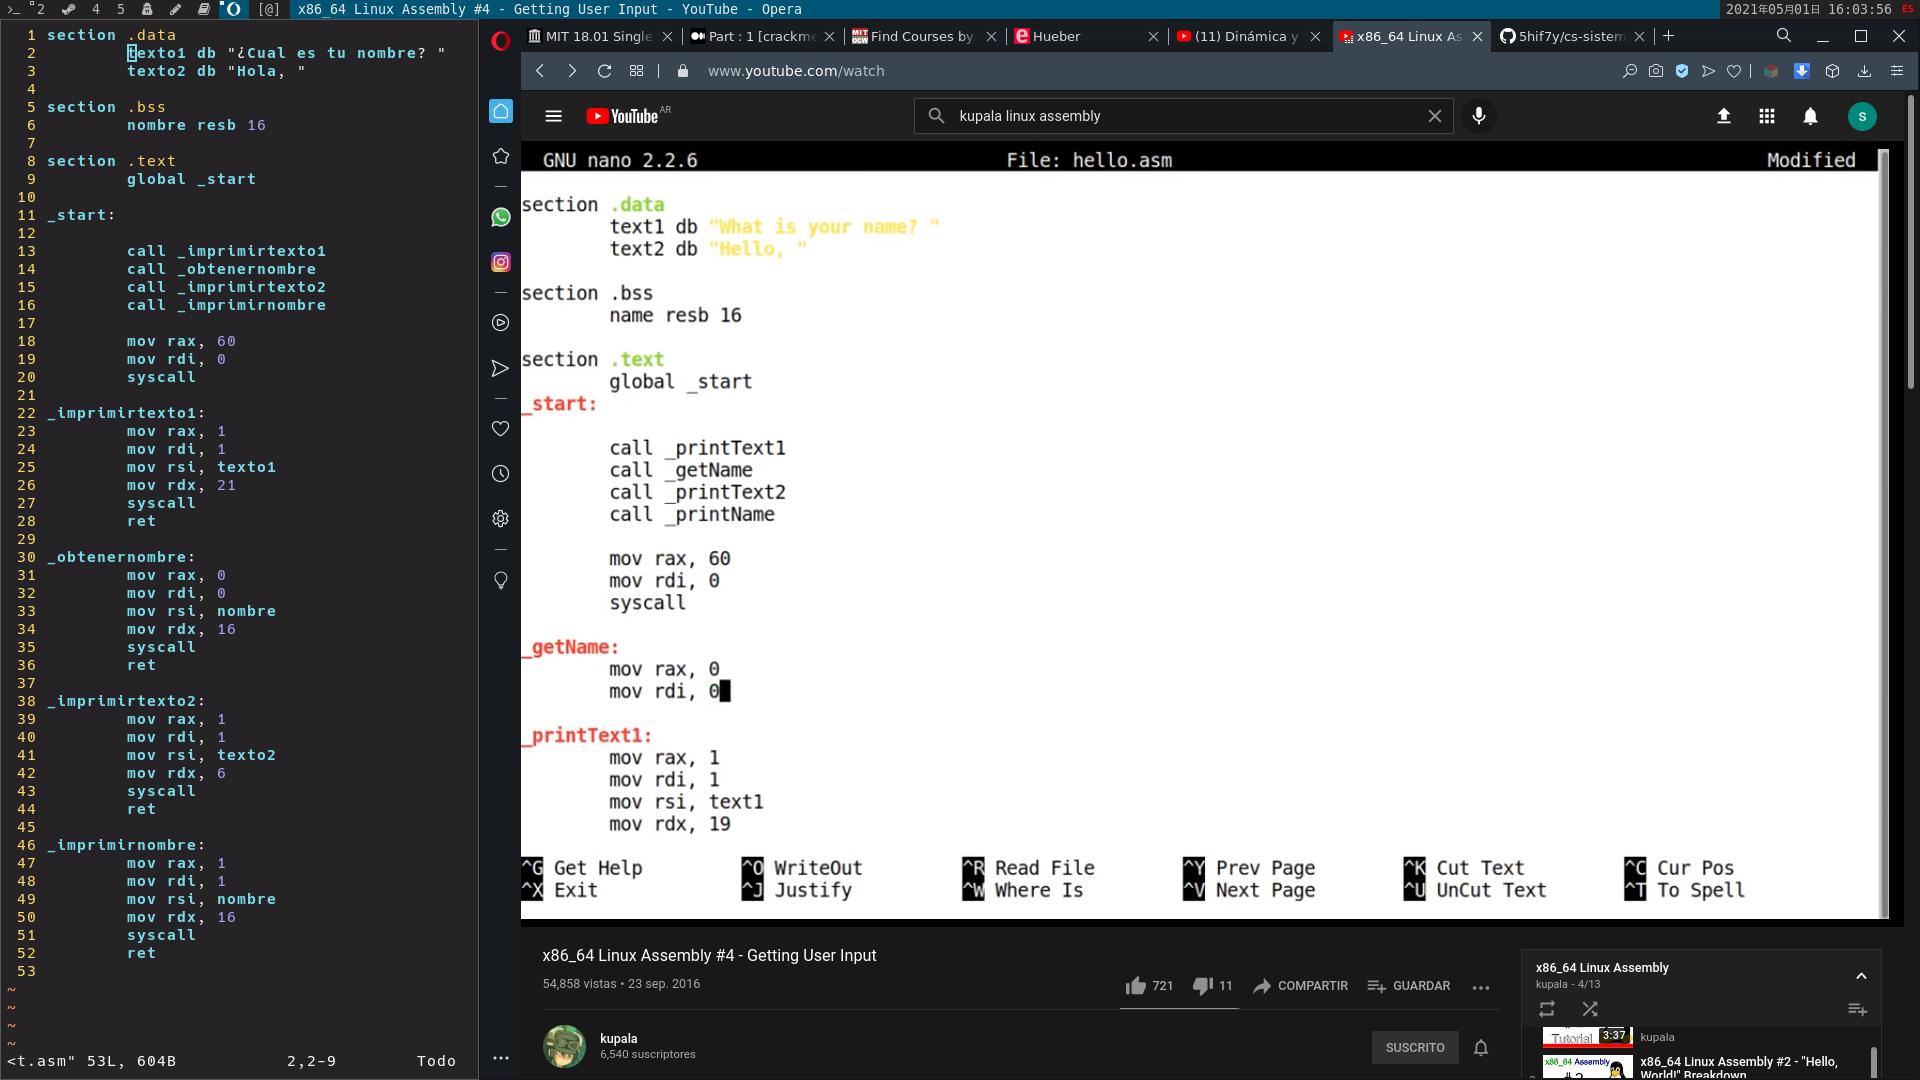 2 4 5 [@] x86_64 Linux Assembly #4 - Getting User Input - YouTube - Opera 2021年05月01日 16:03:56 ES
1 section .data
2 texto1 db "¿Cual es tu nombre? "
3 texto2 db "Hola, "
4
5 section .bss
6 nombre resb 16
7
8 section .text
9 global _start
10
11 _start:
12
13 call _imprimirtexto1
14 call _obtenernombre
15 call _imprimirtexto2
16 call _imprimirnombre
17
18 mov rax, 60
19 mov rdi, 0
20 syscall
21
22 _imprimirtexto1:
23 mov rax, 1
24 mov rdi, 1
25 mov rsi, texto1
26 mov rdx, 21
27 syscall
28 ret
29
30 _obtenernombre:
31 mov rax, 0
32 mov rdi, 0
33 mov rsi, nombre
34 mov rdx, 16
35 syscall
36 ret
37
38 _imprimirtexto2:
39 mov rax, 1
40 mov rdi, 1
41 mov rsi, texto2
42 mov rdx, 6
43 syscall
44 ret
45
46 _imprimirnombre:
47 mov rax, 1
48 mov rdi, 1
49 mov rsi, nombre
50 mov rdx, 16
51 syscall
52 ret
53
~
~
~
~
<t.asm" 53L, 604B 2,2-9 Todo
MIT 18.01 Single Part : 1 [crackme MIT OCW Find Courses by Hueber (11) Dinámica y x86_64 Linux As 5hif7y/cs-sistem
www.youtube.com/watch
YouTube AR kupala linux assembly S
GNU nano 2.2.6 File: hello.asm Modified
section .data
text1 db "What is your name? "
text2 db "Hello, "
section .bss
name resb 16
section .text
global _start
_start:
call _printText1
call _getName
call _printText2
call _printName
mov rax, 60
mov rdi, 0
syscall
_getName:
mov rax, 0
mov rdi, 0
_printText1:
mov rax, 1
mov rdi, 1
mov rsi, text1
mov rdx, 19
^G Get Help ^O WriteOut ^R Read File ^Y Prev Page ^K Cut Text ^C Cur Pos
^X Exit ^J Justify ^W Where Is ^V Next Page ^U UnCut Text ^T To Spell
x86_64 Linux Assembly #4 - Getting User Input
54,858 vistas • 23 sep. 2016
721 11 COMPARTIR GUARDAR
kupala
6,540 suscriptores
SUSCRITO
x86_64 Linux Assembly
kupala - 4/13
Tutorial 3:37 kupala
x86_64 Assembly
x86_64 Linux Assembly #2 - "Hello,
World!" Breakdown